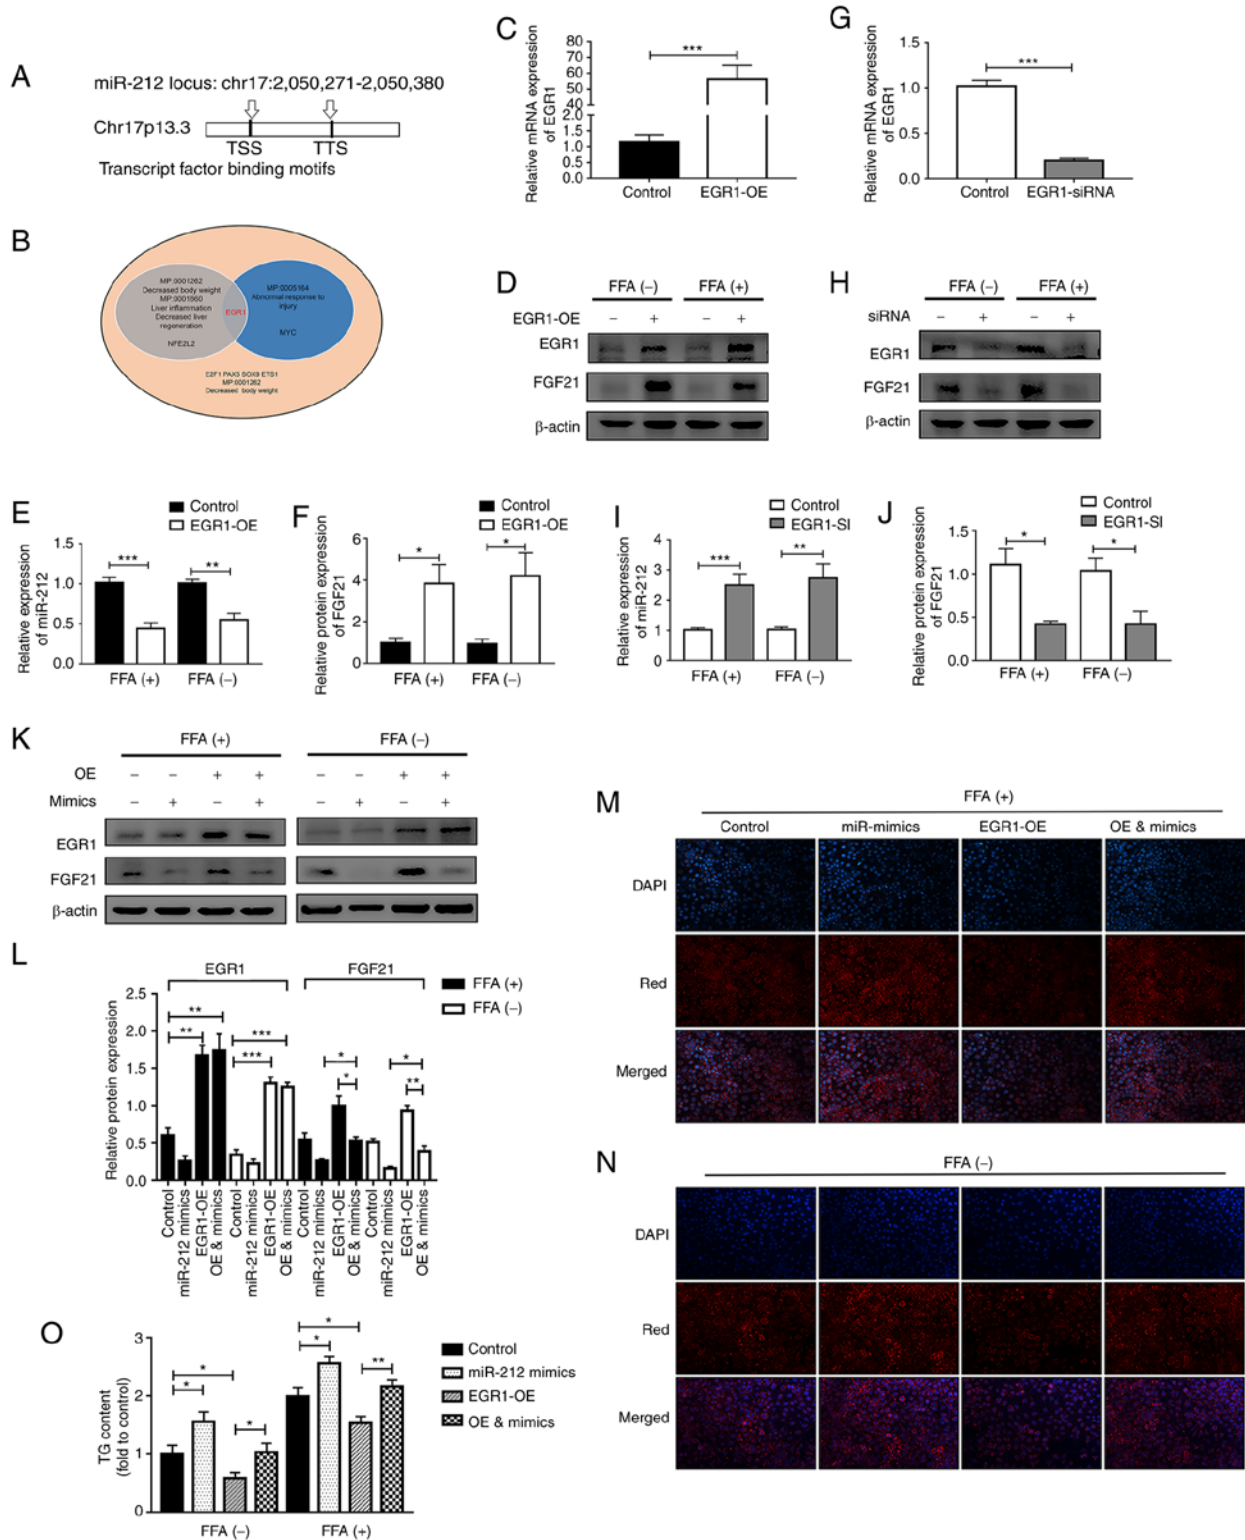 A
miR-212 locus: chr17:2,050,271-2,050,380
Chr17p13.3
TSS
TTS
Transcript factor binding motifs
B
MP:0001262
Decreased body weight
MP:0001860
Liver inflammation
Decreased liver
regeneration
NFE2L2
EGR1
MP:0005164
Abnormal response to
injury
MYC
E2F1 PAX3 SOX9 ETS1
MP:0001262
Decreased body weight
C
Relative mRNA expression
of EGR1
80
70
60
50
40
2.0
1.5
1.0
0.5
0.0
***
Control
EGR1-OE
G
Relative mRNA expression
of EGR1
1.5
1.0
0.5
0.0
***
Control
EGR1-siRNA
D
FFA (–)
FFA (+)
EGR1-OE
– + – +
EGR1
FGF21
β-actin
H
FFA (–)
FFA (+)
siRNA
– + – +
EGR1
FGF21
β-actin
E
Control
EGR1-OE
Relative expression
of miR-212
1.5
1.0
0.5
0.0
***
**
FFA (+)
FFA (–)
F
Control
EGR1-OE
Relative protein expression
of FGF21
6
4
2
0
*
*
FFA (+)
FFA (–)
I
Control
EGR1-SI
Relative expression
of miR-212
4
3
2
1
0
***
**
FFA (+)
FFA (–)
J
Control
EGR1-SI
Relative protein expression
of FGF21
1.5
1.0
0.5
0.0
*
*
FFA (+)
FFA (–)
K
FFA (+)
FFA (–)
OE
– – + + – – + +
Mimics
– + – + – + – +
EGR1
FGF21
β-actin
L
EGR1
FGF21
FFA (+)
FFA (–)
Relative protein expression
2.5
2.0
1.5
1.0
0.5
0
**
**
***
***
*
*
*
**
Control
miR-212 mimics
EGR1-OE
OE & mimics
Control
miR-212 mimics
EGR1-OE
OE & mimics
Control
miR-212 mimics
EGR1-OE
OE & mimics
Control
miR-212 mimics
EGR1-OE
OE & mimics
M
FFA (+)
Control
miR-mimics
EGR1-OE
OE & mimics
DAPI
Red
Merged
N
FFA (–)
DAPI
Red
Merged
O
TG content
(fold to control)
3
2
1
0
*
*
*
*
*
**
Control
miR-212 mimics
EGR1-OE
OE & mimics
FFA (–)
FFA (+)